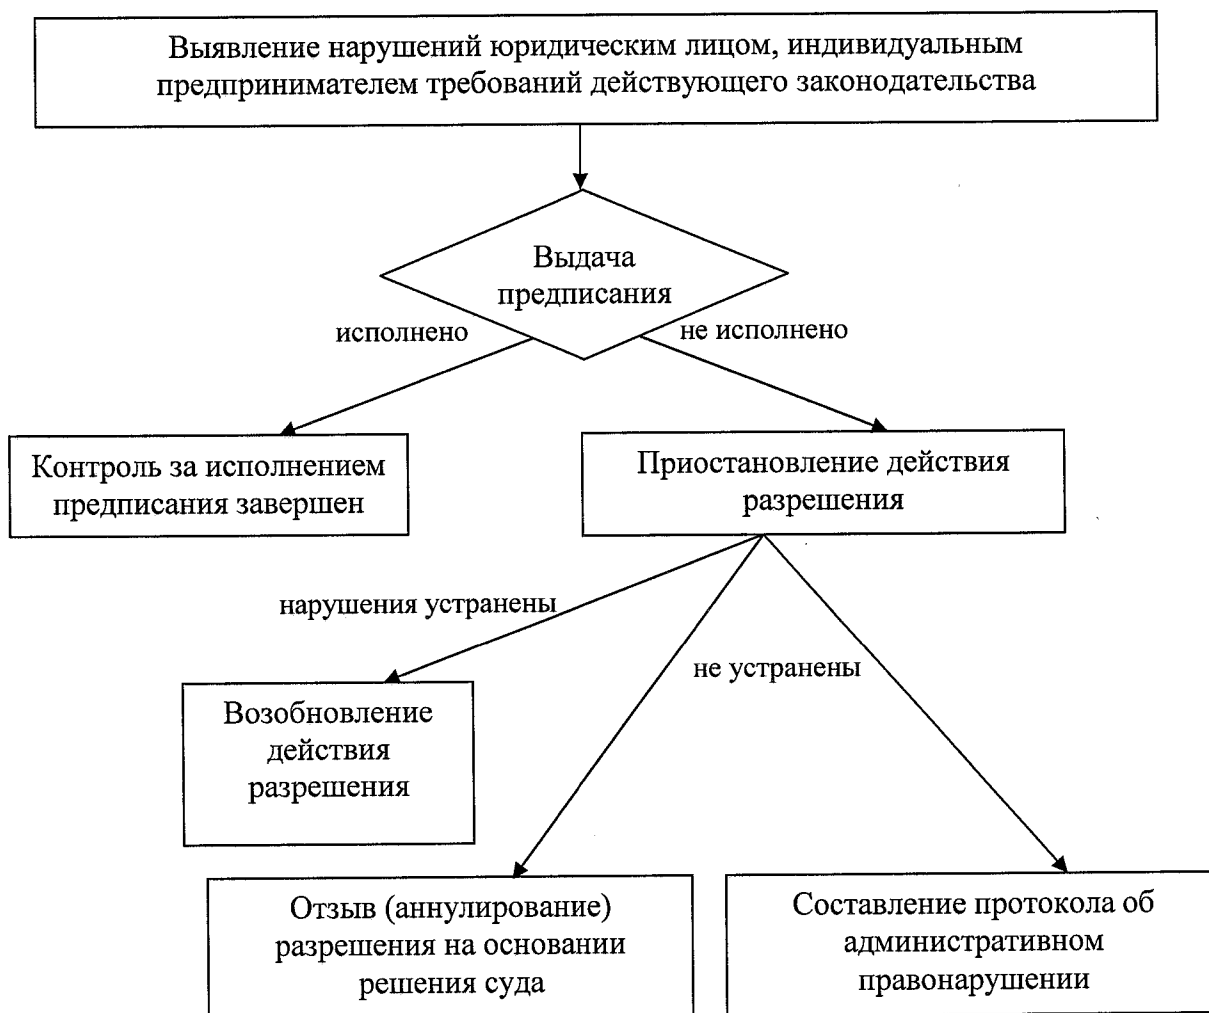 Выявление нарушений юридическим лицом, индивидуальным
предпринимателем требований действующего законодательства
Выдача
предписания
исполнено
не исполнено
Контроль за исполнением
предписания завершен
Приостановление действия
разрешения
нарушения устранены
не устранены
Возобновление
действия
разрешения
Отзыв (аннулирование)
разрешения на основании
решения суда
Составление протокола об
административном
правонарушении